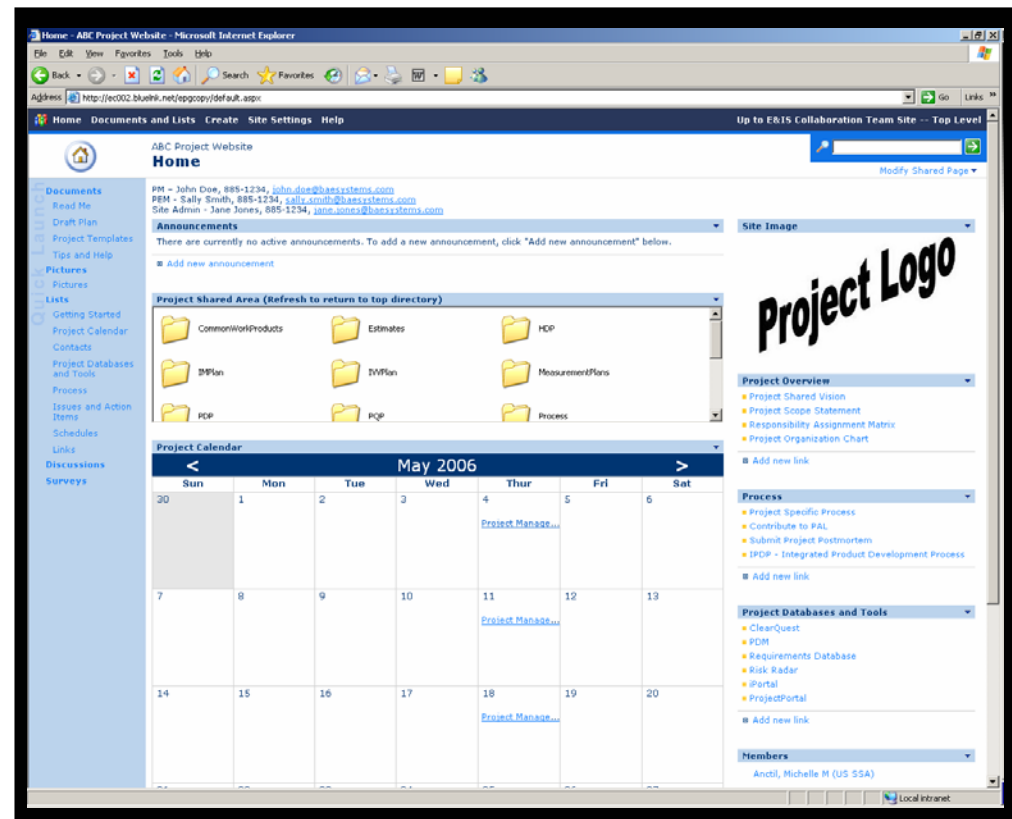 Home - ABC Project Website - Microsoft Internet Explorer
File Edit View Favorites Tools Help
Back Search Favorites
Address http://ec002.bluelnk.net/epgcopy/default.aspx Go Links »
Home Documents and Lists Create Site Settings Help Up to E&IS Collaboration Team Site -- Top Level
ABC Project Website
Home
Modify Shared Page
Quick Launch
Documents
Read Me
Draft Plan
Project Templates
Tips and Help
Pictures
Pictures
Lists
Getting Started
Project Calendar
Contacts
Project Databases
and Tools
Process
Issues and Action
Items
Schedules
Links
Discussions
Surveys
PM – John Doe, 885-1234, john.doe@baesystems.com
PEM - Sally Smith, 885-1234, sally.smith@baesystems.com
Site Admin - Jane Jones, 885-1234, jane.jones@baesystems.com
Announcements
There are currently no active announcements. To add a new announcement, click "Add new announcement" below.
Add new announcement
Project Shared Area (Refresh to return to top directory)
CommonWorkProducts Estimates HDP
IMPlan IVVPlan MeasurementPlans
PDP PQP Process
Project Calendar
< May 2006 >
Sun Mon Tue Wed Thur Fri Sat
30 1 2 3 4 5 6
Project Manage...
7 8 9 10 11 12 13
Project Manage...
14 15 16 17 18 19 20
Project Manage...
Site Image
Project Logo
Project Overview
Project Shared Vision
Project Scope Statement
Responsibility Assignment Matrix
Project Organization Chart
Add new link
Process
Project Specific Process
Contribute to PAL
Submit Project Postmortem
IPDP - Integrated Product Development Process
Add new link
Project Databases and Tools
ClearQuest
PDM
Requirements Database
Risk Radar
iPortal
ProjectPortal
Add new link
Members
Anctil, Michelle M (US SSA)
Local intranet